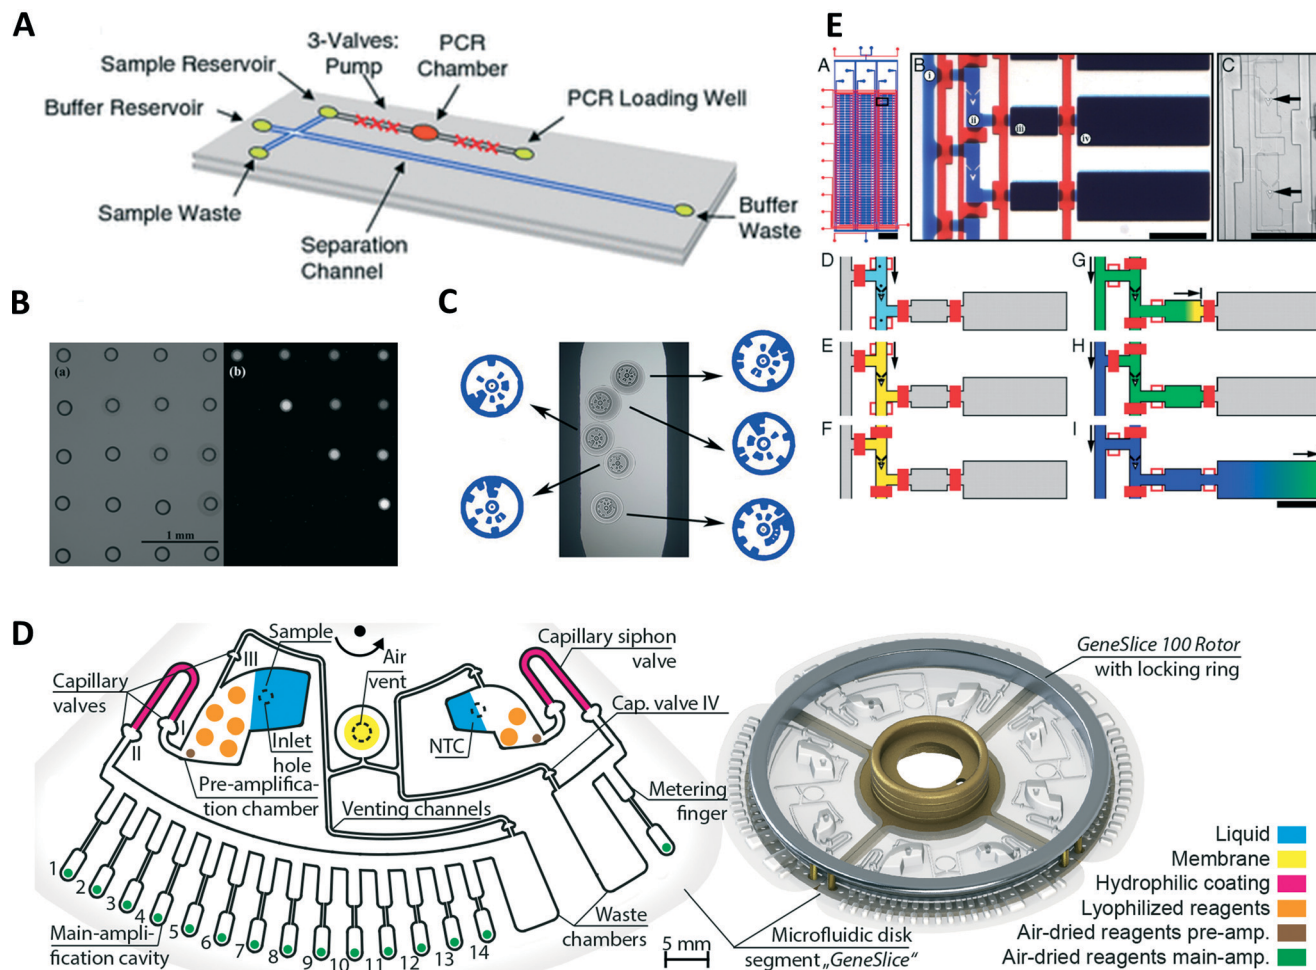 A
3-Valves:
Pump
PCR
Chamber
Sample Reservoir
PCR Loading Well
Buffer Reservoir
Sample Waste
Separation
Channel
Buffer
Waste
E
A
B
C
i
ii
iii
iv
D
G
E
H
F
I
B
(a)
(b)
1 mm
C
D
Sample
Air
vent
Capillary siphon
valve
GeneSlice 100 Rotor
with locking ring
Capillary
valves
III
I
II
Cap. valve IV
NTC
Inlet
hole
Pre-amplifica-
tion chamber
Venting channels
Metering
finger
1
2
3
4
5
6
7
8
9
10
11
12
13
14
Main-ampli-
fication cavity
Waste
chambers
5 mm
Microfluidic disk
segment „GeneSlice“
Liquid
Membrane
Hydrophilic coating
Lyophilized reagents
Air-dried reagents pre-amp.
Air-dried reagents main-amp.